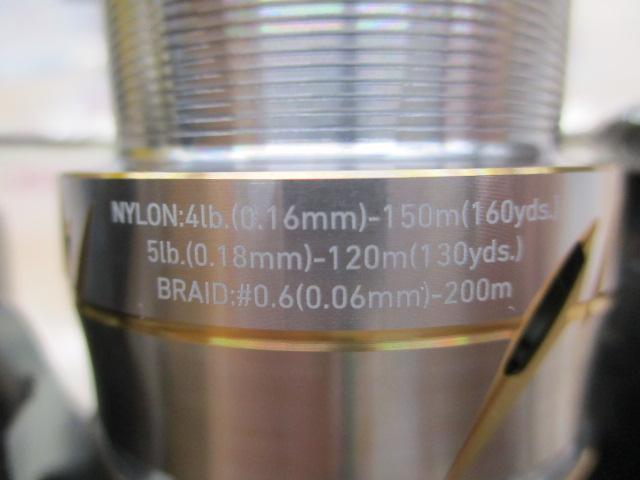 NYLON:4lb.(0.16mm)-150m(160yds.)
5lb.(0.18mm)-120m(130yds.)
BRAID:#0.6(0.06mm)-200m